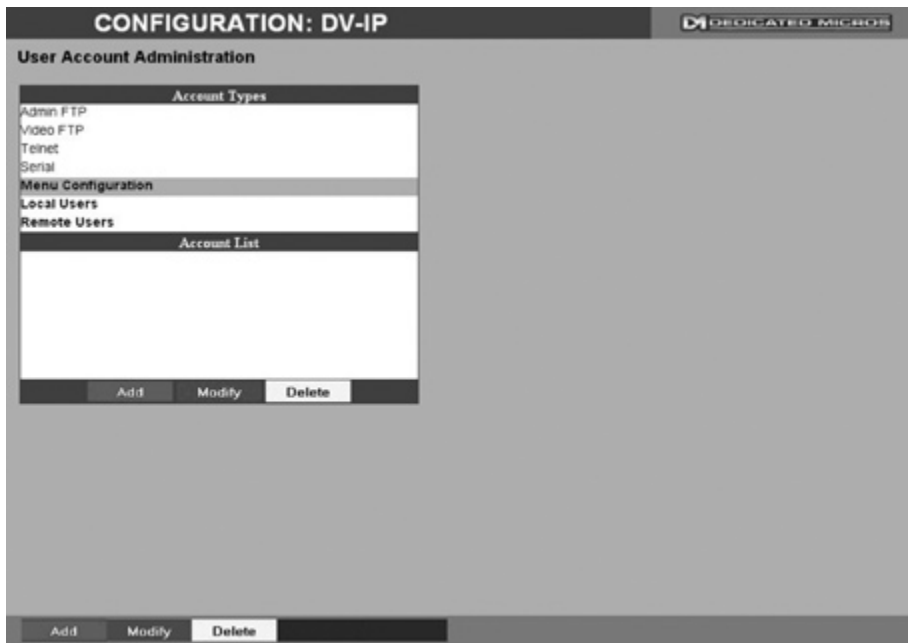 CONFIGURATION: DV-IP
DEDICATED MICROS
User Account Administration
Account Types
Admin FTP
Video FTP
Telnet
Serial
Menu Configuration
Local Users
Remote Users
Account List
Add Modify Delete
Add Modify Delete